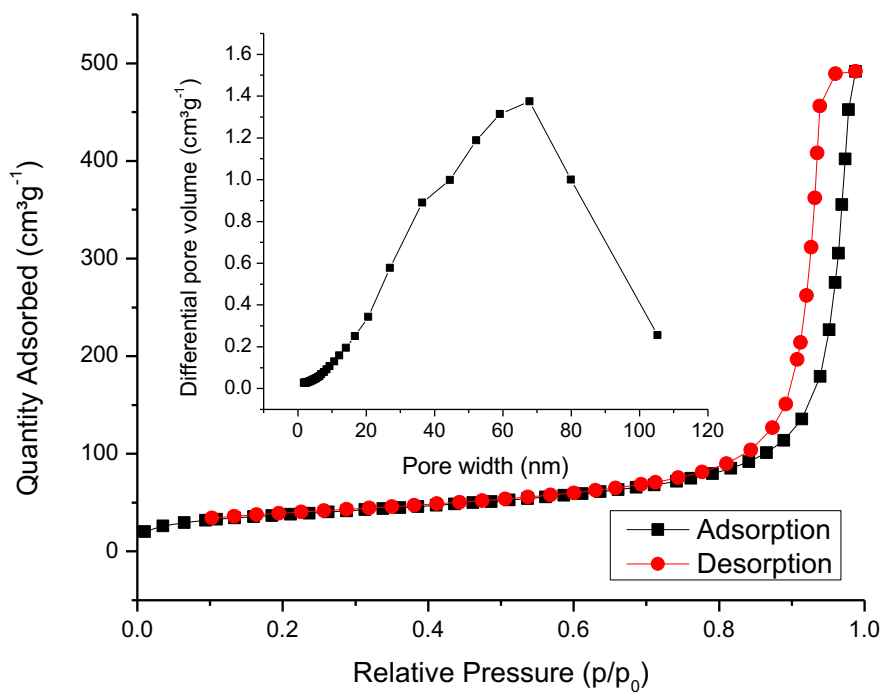 Quantity Adsorbed (cm³g⁻¹)
500
400
300
200
100
0
0.0 0.2 0.4 0.6 0.8 1.0
Relative Pressure (p/p₀)
Differential pore volume (cm³g⁻¹)
1.6
1.4
1.2
1.0
0.8
0.6
0.4
0.2
0.0
0 20 40 60 80 100 120
Pore width (nm)
Adsorption
Desorption